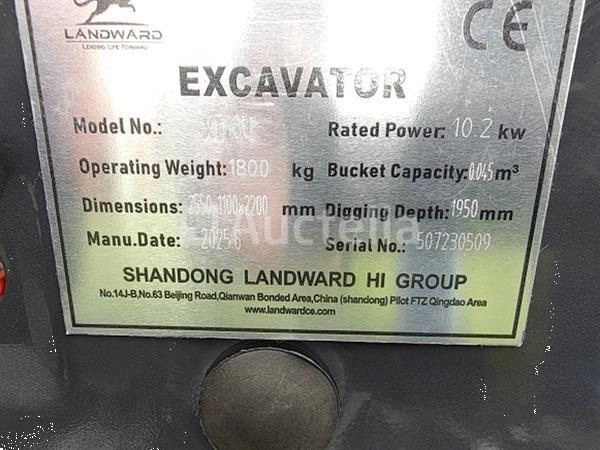 LANDWARD
LEADING LIFE FORWARD
CE
EXCAVATOR
Model No.:
Rated Power: 10.2 kw
Operating Weight: 1800 kg
Bucket Capacity: 0.045 m³
Dimensions: 3550×1100×2200 mm
Digging Depth: 1950 mm
Manu.Date: 2025.6
Serial No.: 507230509
Auctelia
SHANDONG LANDWARD HI GROUP
No.14J-B,No.63 Beijing Road,Qianwan Bonded Area,China (shandong) Pilot FTZ Qingdao Area
www.landwardce.com